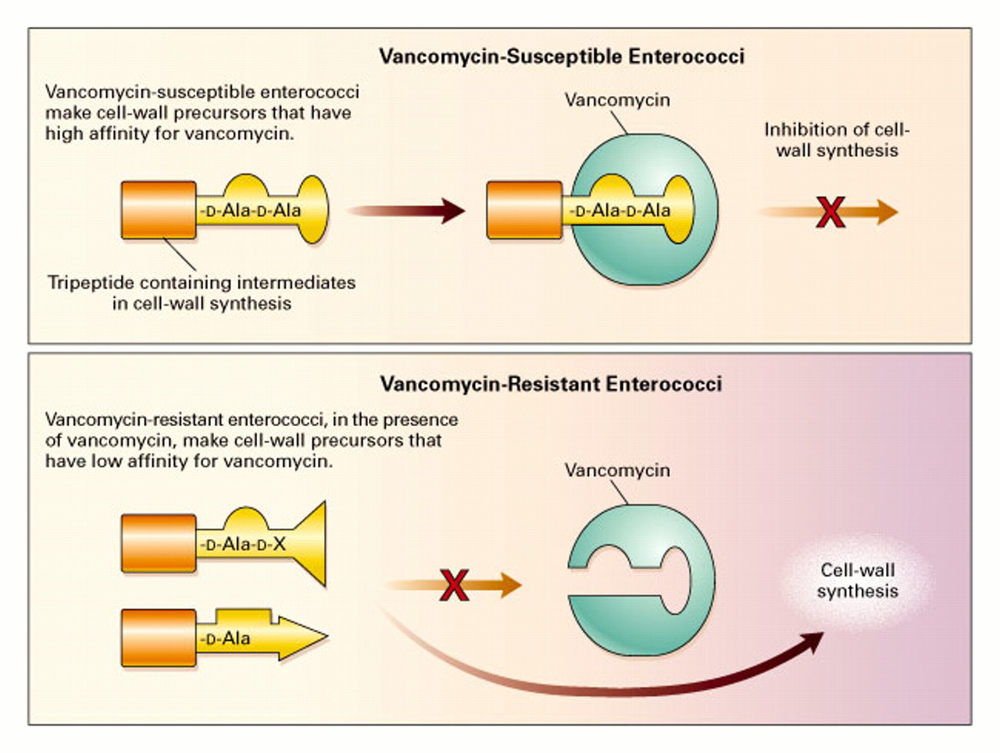 Vancomycin-Susceptible Enterococci
Vancomycin-susceptible enterococci
make cell-wall precursors that have
high affinity for vancomycin.
Vancomycin
Inhibition of cell-
wall synthesis
-D-Ala-D-Ala
-D-Ala-D-Ala
X
Tripeptide containing intermediates
in cell-wall synthesis
Vancomycin-Resistant Enterococci
Vancomycin-resistant enterococci, in the presence
of vancomycin, make cell-wall precursors that
have low affinity for vancomycin.
Vancomycin
-D-Ala-D-X
X
Cell-wall
synthesis
-D-Ala